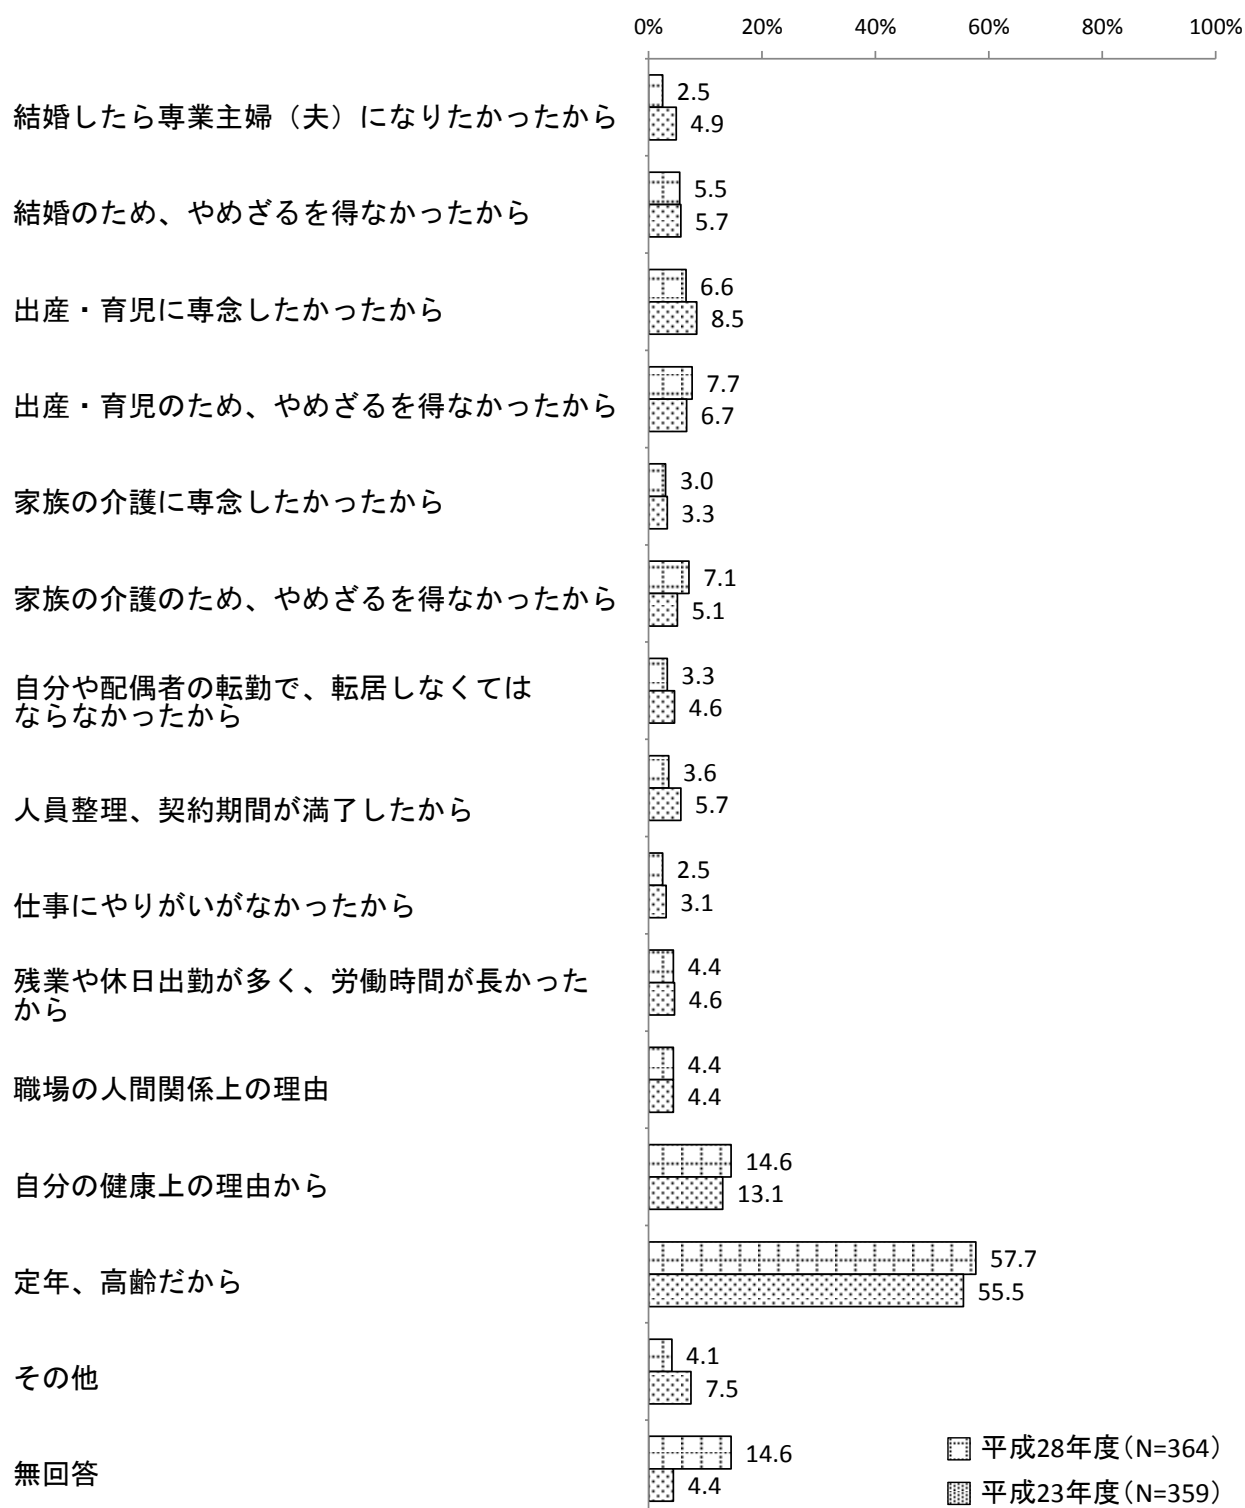 0% 20% 40% 60% 80% 100%
結婚したら専業主婦（夫）になりたかったから
2.5
4.9
結婚のため、やめざるを得なかったから
5.5
5.7
出産・育児に専念したかったから
6.6
8.5
出産・育児のため、やめざるを得なかったから
7.7
6.7
家族の介護に専念したかったから
3.0
3.3
家族の介護のため、やめざるを得なかったから
7.1
5.1
自分や配偶者の転勤で、転居しなくては
ならなかったから
3.3
4.6
人員整理、契約期間が満了したから
3.6
5.7
仕事にやりがいがなかったから
2.5
3.1
残業や休日出勤が多く、労働時間が長かった
から
4.4
4.6
職場の人間関係上の理由
4.4
4.4
自分の健康上の理由から
14.6
13.1
定年、高齢だから
57.7
55.5
その他
4.1
7.5
無回答
14.6
4.4
平成28年度(N=364)
平成23年度(N=359)